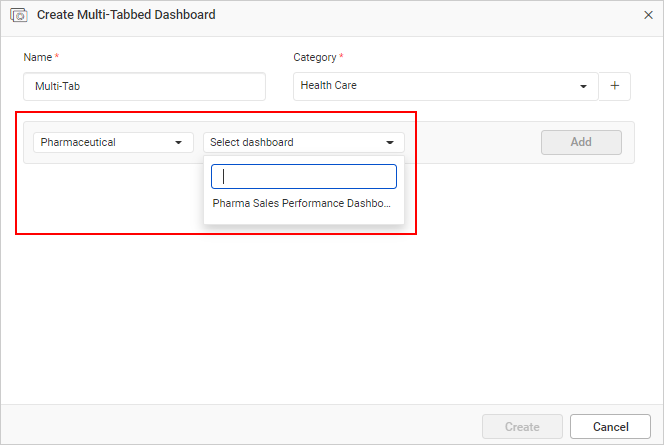 Create Multi-Tabbed Dashboard
Name *
Category *
Multi-Tab
Health Care
+
Pharmaceutical
Select dashboard
Add
Pharma Sales Performance Dashbo...
Create
Cancel